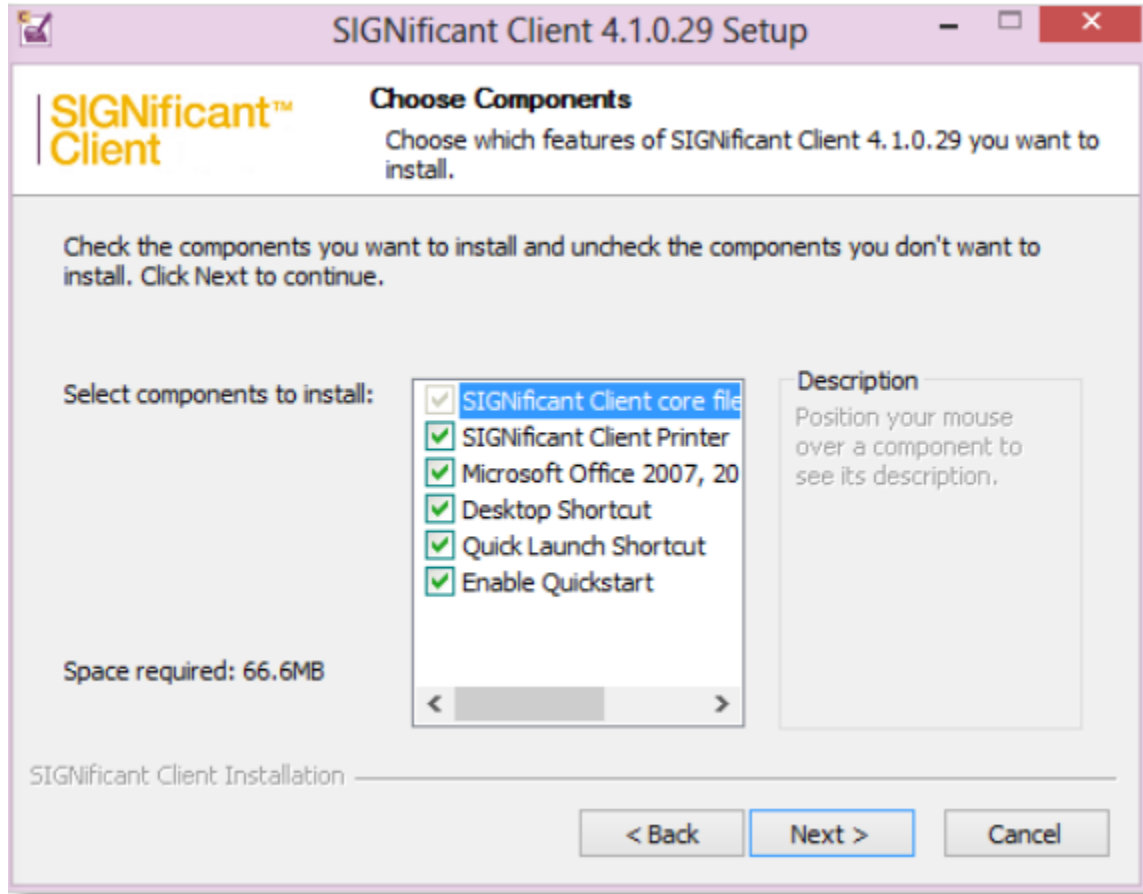 SIGNificant Client 4.1.0.29 Setup
SIGNificant™
Client
Choose Components
Choose which features of SIGNificant Client 4.1.0.29 you want to
install.
Check the components you want to install and uncheck the components you don't want to
install. Click Next to continue.
Select components to install:
SIGNificant Client core file
SIGNificant Client Printer
Microsoft Office 2007, 20
Desktop Shortcut
Quick Launch Shortcut
Enable Quickstart
Description
Position your mouse
over a component to
see its description.
Space required: 66.6MB
SIGNificant Client Installation
< Back
Next >
Cancel